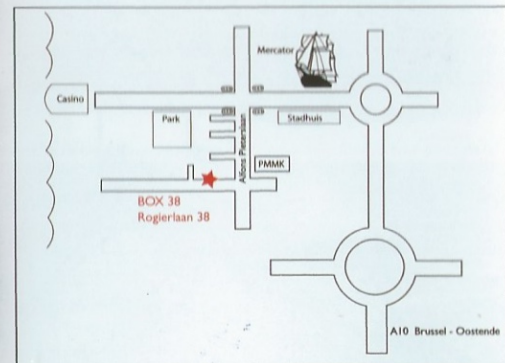 Mercator
Casino
Park
Stadhuis
Alfons Pieterslaan
PMMK
BOX 38
Rogierlaan 38
A10 Brussel - Oostende